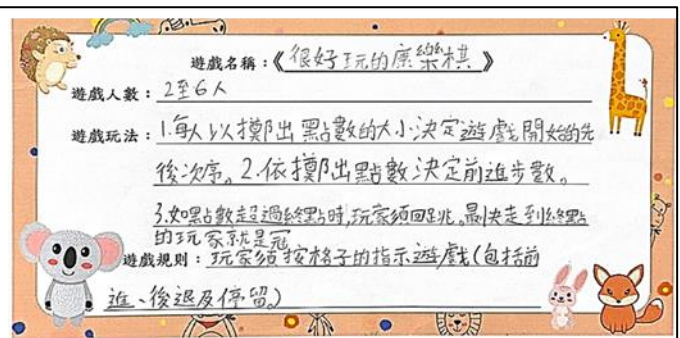 遊戲名稱：《很好玩的康樂棋》
遊戲人數：2至6人
遊戲玩法：1.每人以擲出點數的大小決定遊戲開始的先
後次序。2.依擲出點數決定前進步數。
3.如點數超過終點時,玩家須回跳。最快走到終點
的玩家就是冠
遊戲規則：玩家須按格子的指示遊戲(包括前
進、後退及停留。)